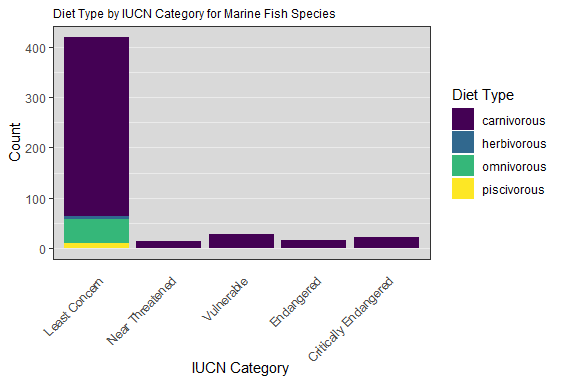 Diet Type by IUCN Category for Marine Fish Species
Count
400
300
200
100
0
Least Concern
Near Threatened
Vulnerable
Endangered
Critically Endangered
IUCN Category
Diet Type
carnivorous
herbivorous
omnivorous
piscivorous